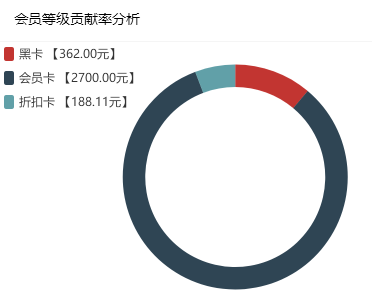 会员等级贡献率分析
黑卡 【362.00元】
会员卡 【2700.00元】
折扣卡 【188.11元】